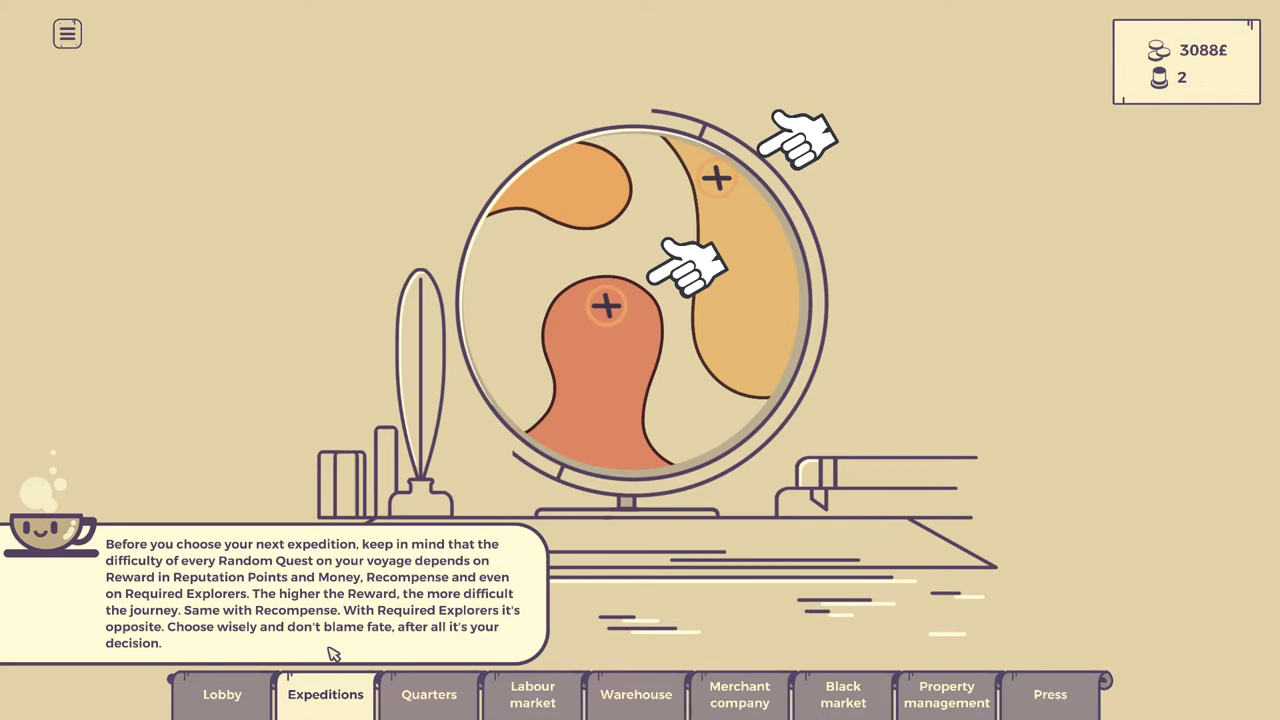 3088£
2
Before you choose your next expedition, keep in mind that the
difficulty of every Random Quest on your voyage depends on
Reward in Reputation Points and Money, Recompense and even
on Required Explorers. The higher the Reward, the more difficult
the journey. Same with Recompense. With Required Explorers it's
opposite. Choose wisely and don't blame fate, after all it's your
decision.
Lobby
Expeditions
Quarters
Labour
market
Warehouse
Merchant
company
Black
market
Property
management
Press